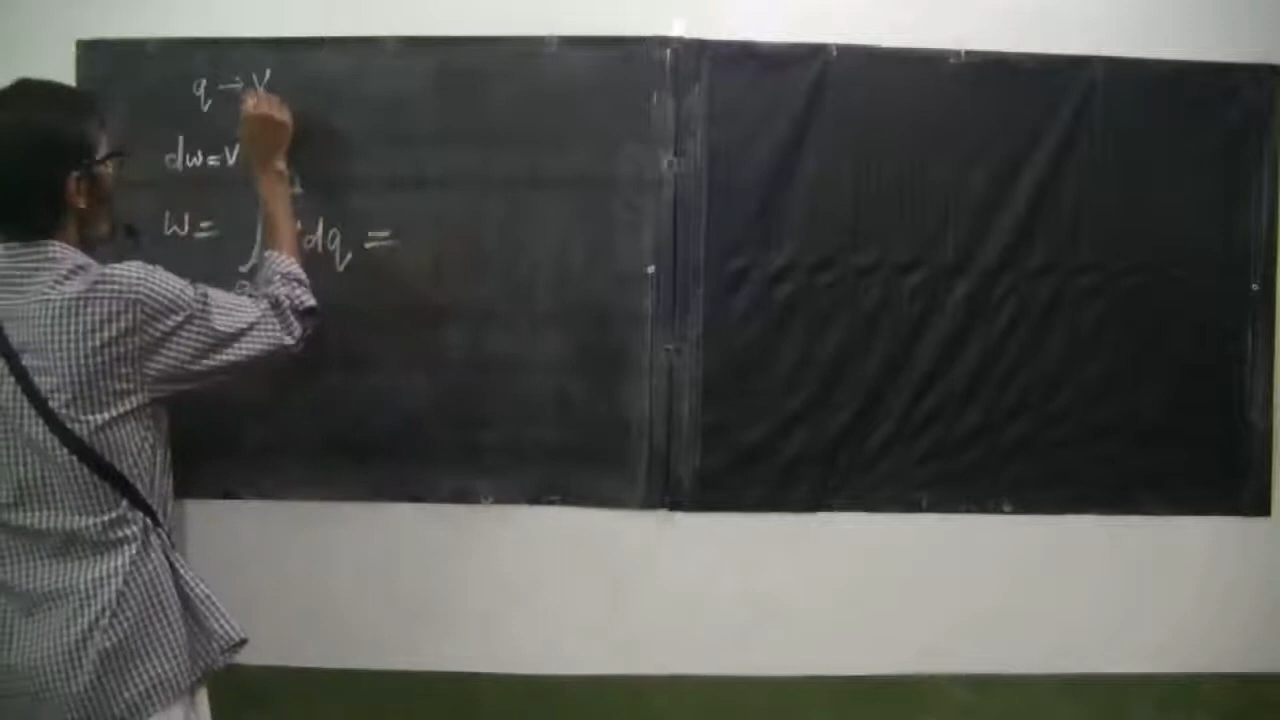 q → V
dw = V
W = ∫ dq =